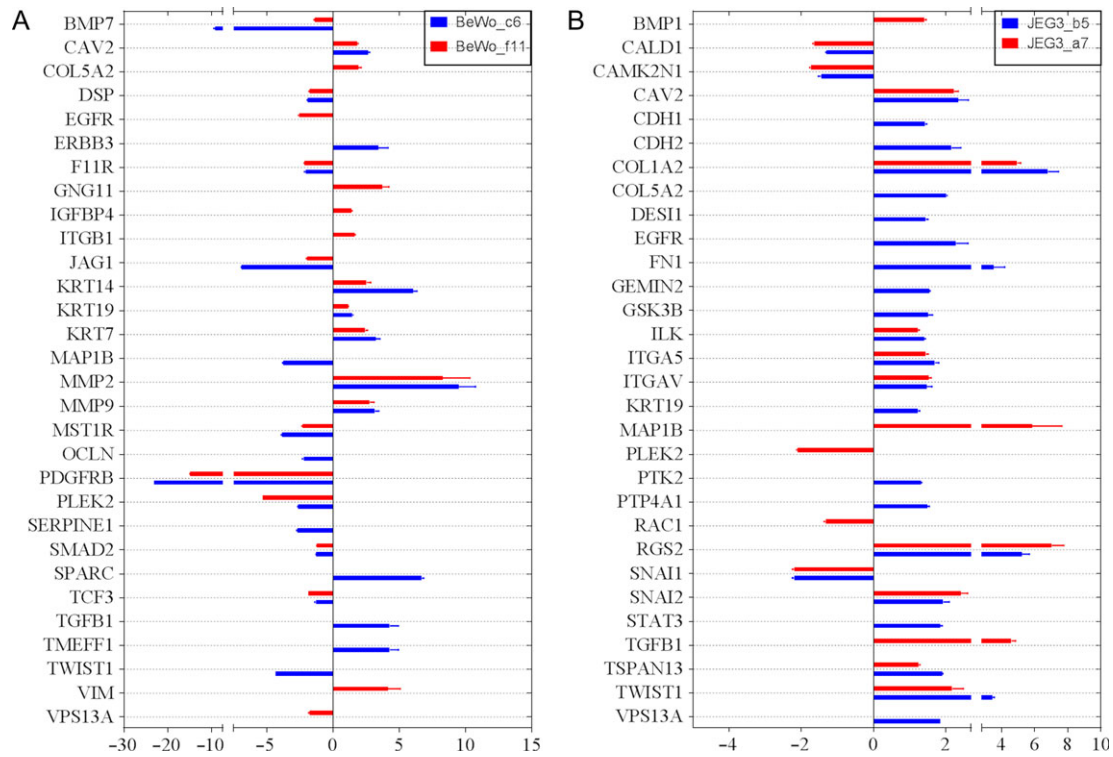 A
BeWo_c6
BeWo_f11
BMP7
CAV2
COL5A2
DSP
EGFR
ERBB3
F11R
GNG11
IGFBP4
ITGB1
JAG1
KRT14
KRT19
KRT7
MAP1B
MMP2
MMP9
MST1R
OCLN
PDGFRB
PLEK2
SERPINE1
SMAD2
SPARC
TCF3
TGFB1
TMEFF1
TWIST1
VIM
VPS13A
−30 −10 −5 0 5 10 15
B
JEG3_b5
JEG3_a7
BMP1
CALD1
CAMK2N1
CAV2
CDH1
CDH2
COL1A2
COL5A2
DESI1
EGFR
FN1
GEMIN2
GSK3B
ILK
ITGA5
ITGAV
KRT19
MAP1B
PLEK2
PTK2
PTP4A1
RAC1
RGS2
SNAI1
SNAI2
STAT3
TGFB1
TSPAN13
TWIST1
VPS13A
−4 −2 0 2 4 6 8 10